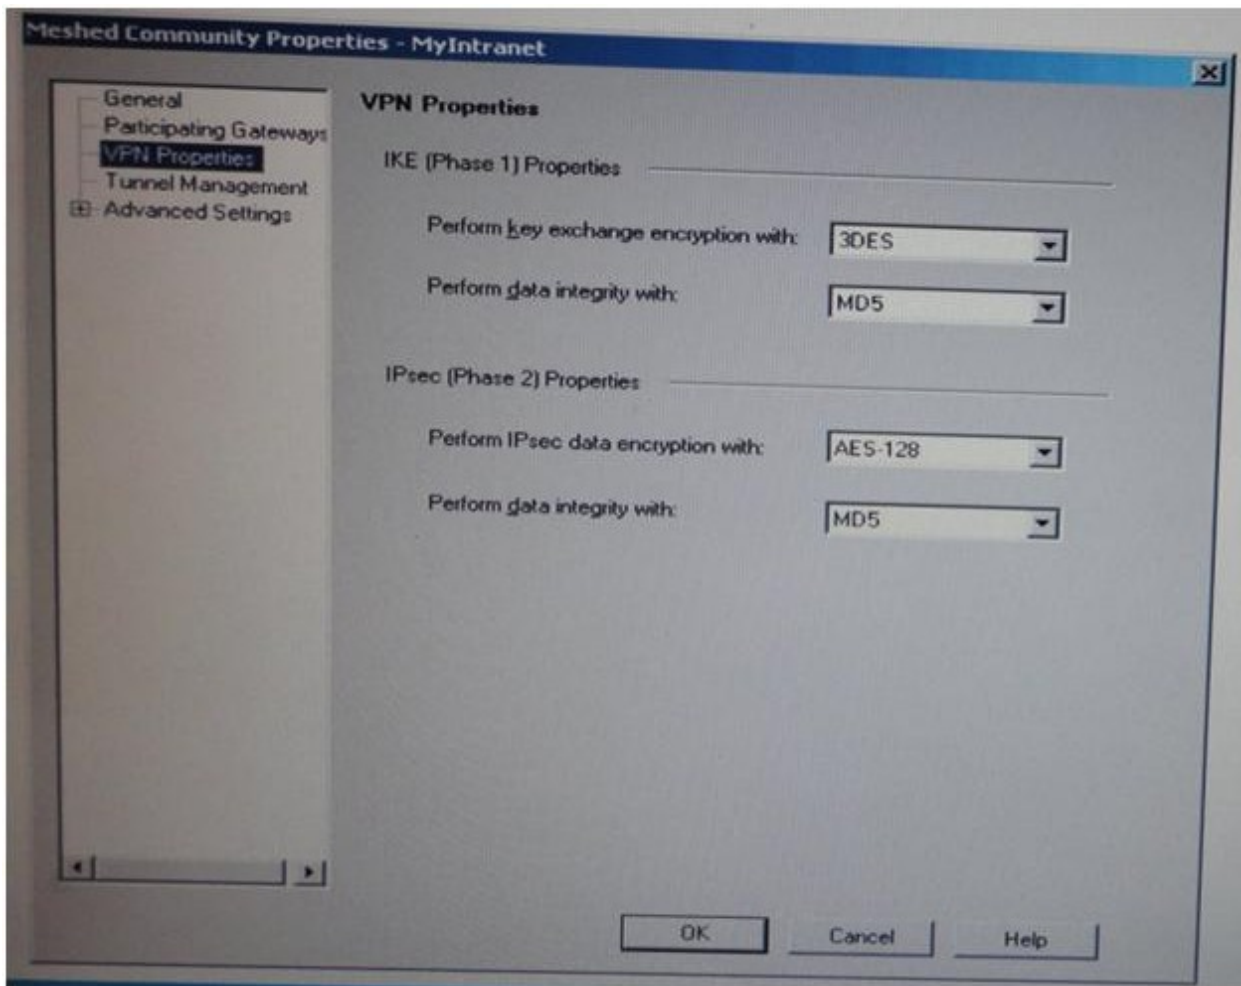 Meshed Community Properties - MyIntranet
General
Participating Gateways
VPN Properties
Tunnel Management
Advanced Settings
VPN Properties
IKE (Phase 1) Properties
Perform key exchange encryption with: 3DES
Perform data integrity with: MD5
IPsec (Phase 2) Properties
Perform IPsec data encryption with: AES-128
Perform data integrity with: MD5
OK Cancel Help